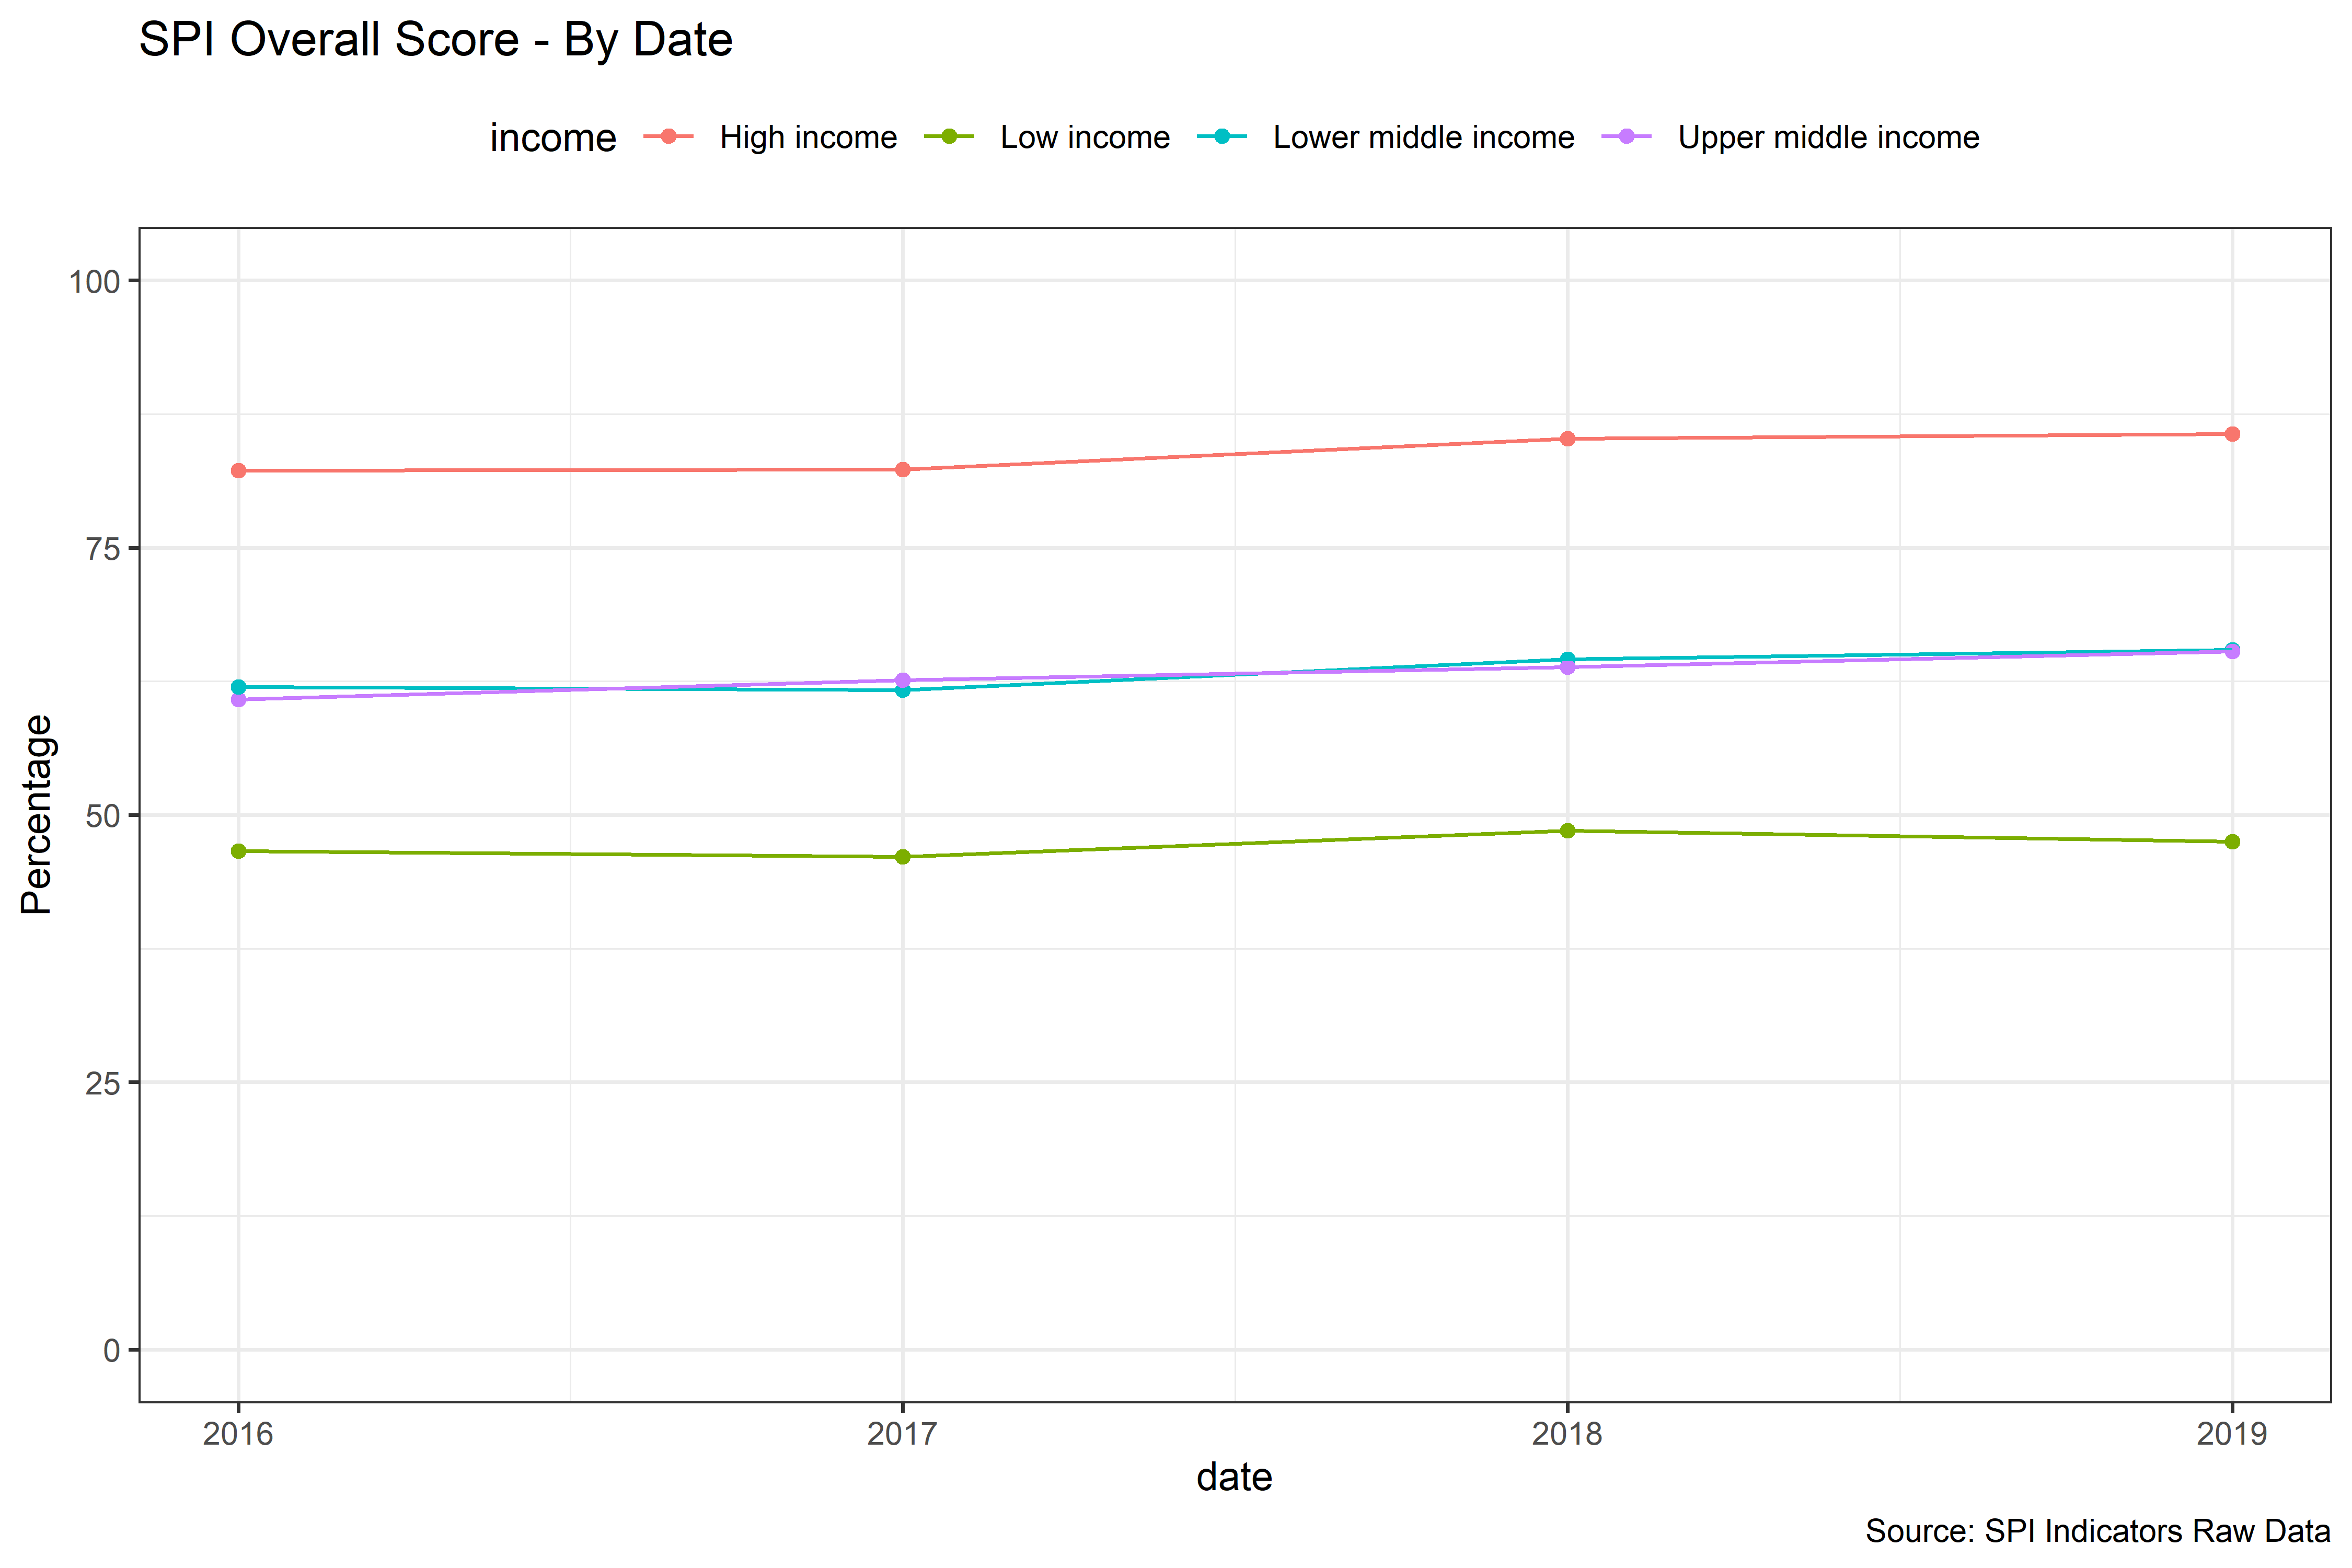 SPI Overall Score - By Date
income High income Low income Lower middle income Upper middle income
100
75
50
25
0
Percentage
2016 2017 2018 2019
date
Source: SPI Indicators Raw Data